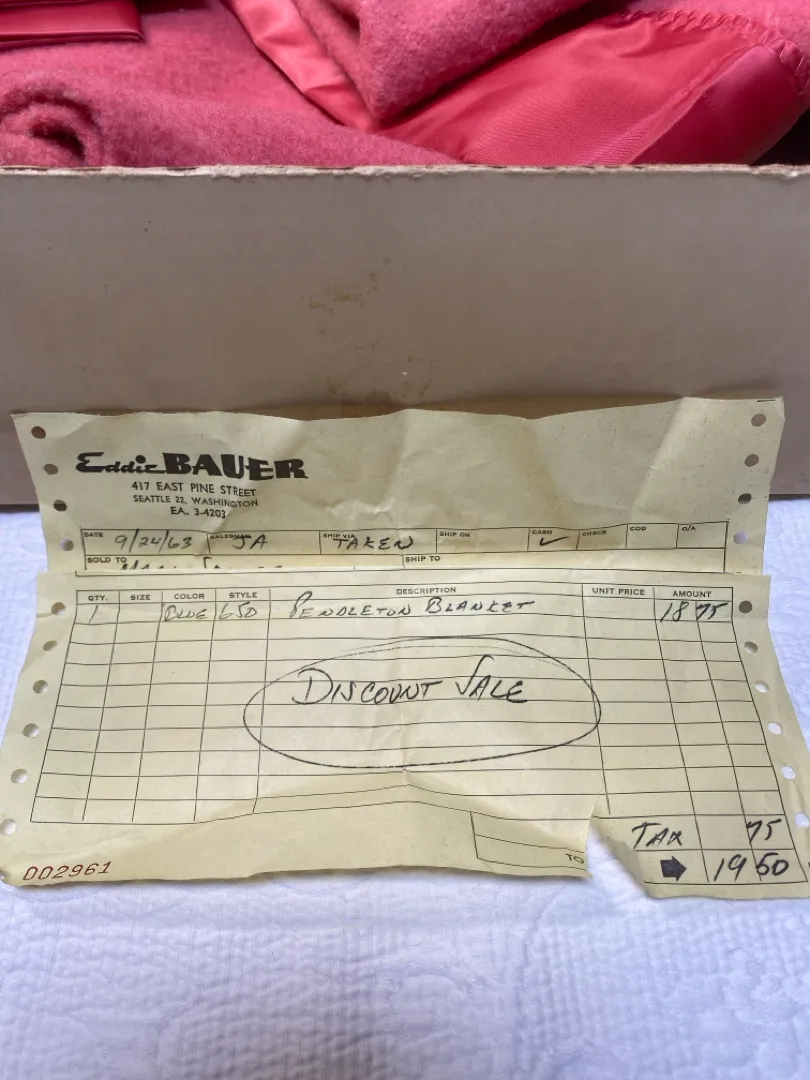 Eddie BAUER
417 EAST PINE STREET
SEATTLE 22, WASHINGTON
EA. 3-4203
DATE 9/24/63 SALESMAN JA SHIP VIA TAKEN SHIP ON CASH ✓ CHECK COD O/A
SOLD TO SHIP TO
QTY. SIZE COLOR STYLE DESCRIPTION UNIT PRICE AMOUNT
1 BLUE 650 PENDLETON BLANKET 18 75
DISCOUNT SALE
TAX 75
TO ➡ 19 50
D02961